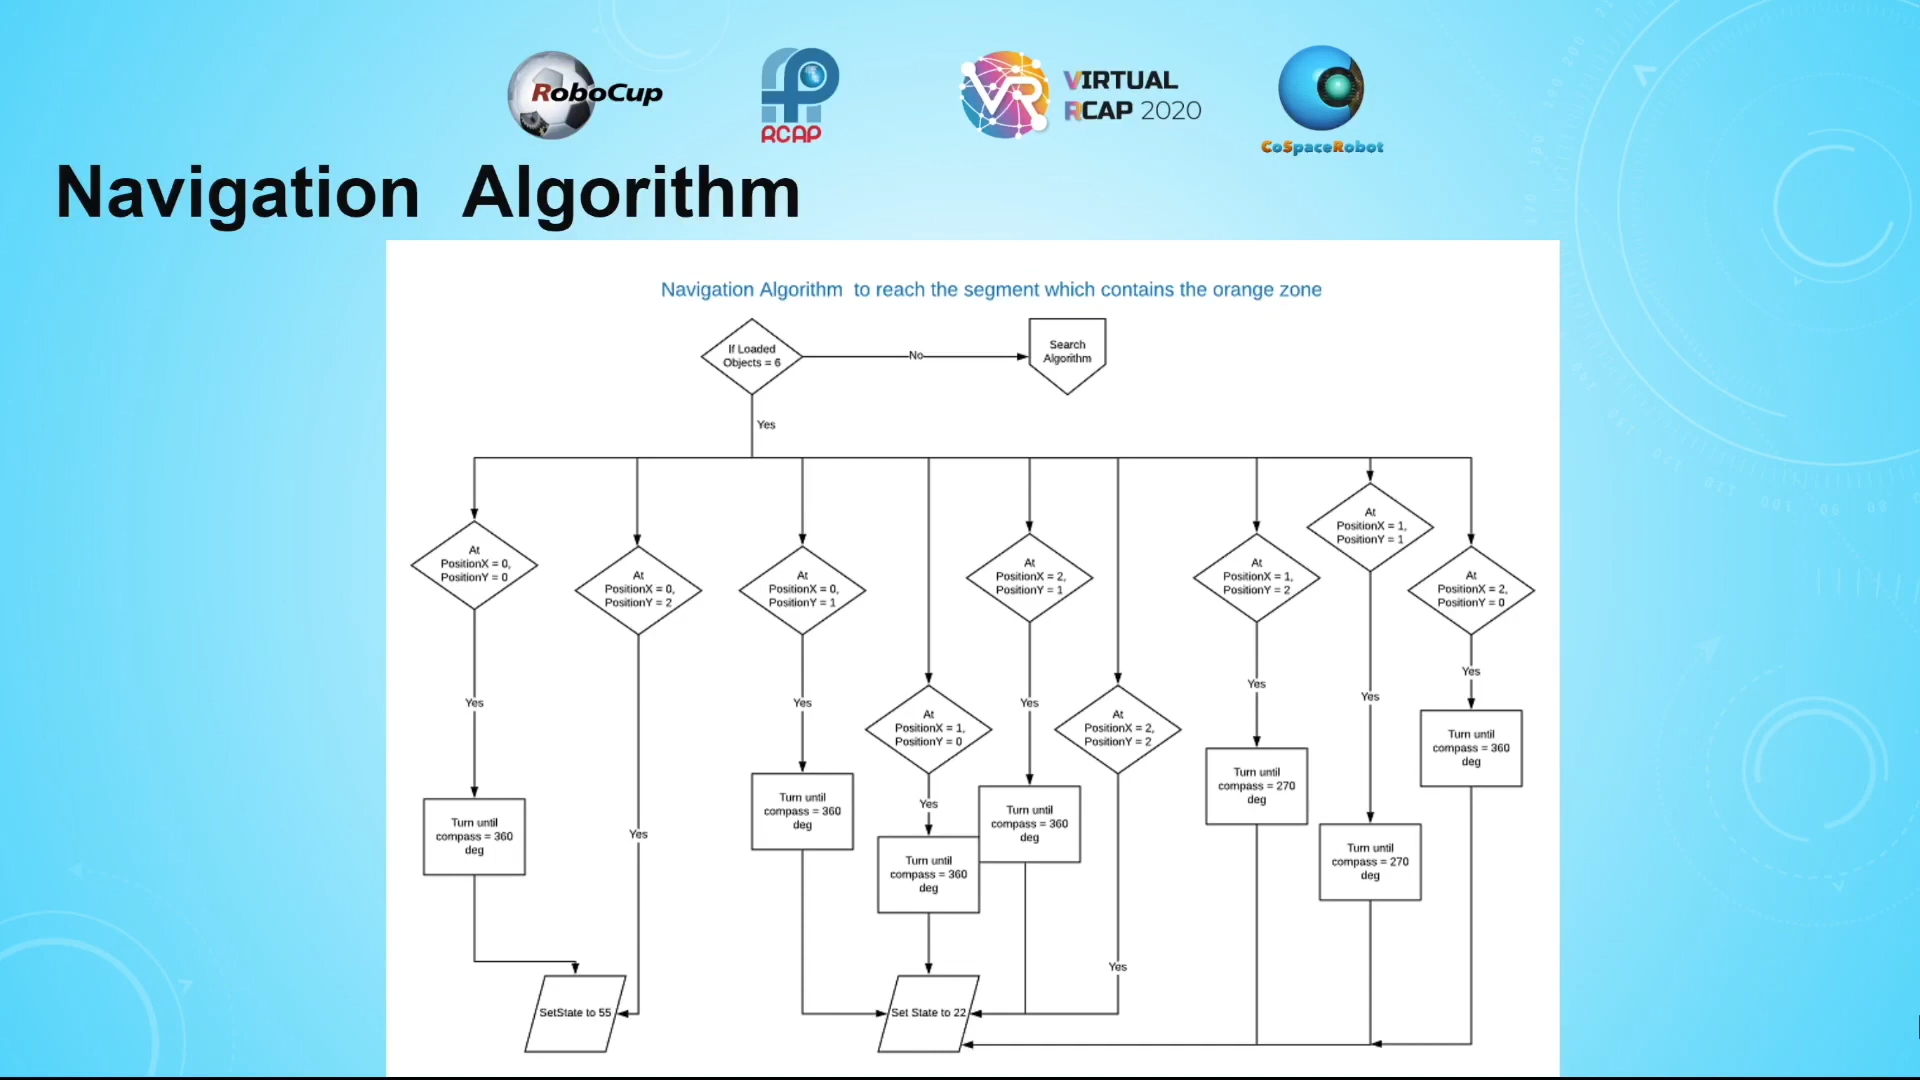 RoboCup
RCAP
VR
VIRTUAL
RCAP 2020
CoSpaceRobot
Navigation Algorithm
Navigation Algorithm to reach the segment which contains the orange zone
If Loaded
Objects = 6
No
Search
Algorithm
Yes
At
PositionX = 0,
PositionY = 0
At
PositionX = 0,
PositionY = 2
At
PositionX = 0,
PositionY = 1
At
PositionX = 2,
PositionY = 1
At
PositionX = 1,
PositionY = 2
At
PositionX = 1,
PositionY = 1
At
PositionX = 2,
PositionY = 0
Yes
Yes
At
PositionX = 1,
PositionY = 0
Yes
At
PositionX = 2,
PositionY = 2
Yes
Yes
Yes
Turn until
compass = 360
deg
Yes
Turn until
compass = 360
deg
Yes
Turn until
compass = 360
deg
Turn until
compass = 360
deg
Turn until
compass = 270
deg
Turn until
compass = 270
deg
Turn until
compass = 360
deg
Yes
SetState to 55
Set State to 22